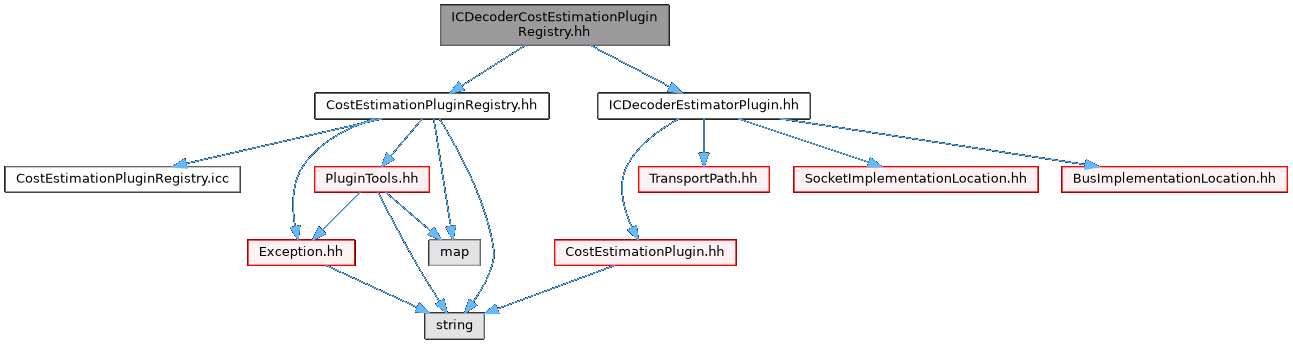 ICDecoderCostEstimationPlugin
Registry.hh
CostEstimationPluginRegistry.hh
ICDecoderEstimatorPlugin.hh
CostEstimationPluginRegistry.icc
PluginTools.hh
TransportPath.hh
SocketImplementationLocation.hh
BusImplementationLocation.hh
Exception.hh
map
CostEstimationPlugin.hh
string